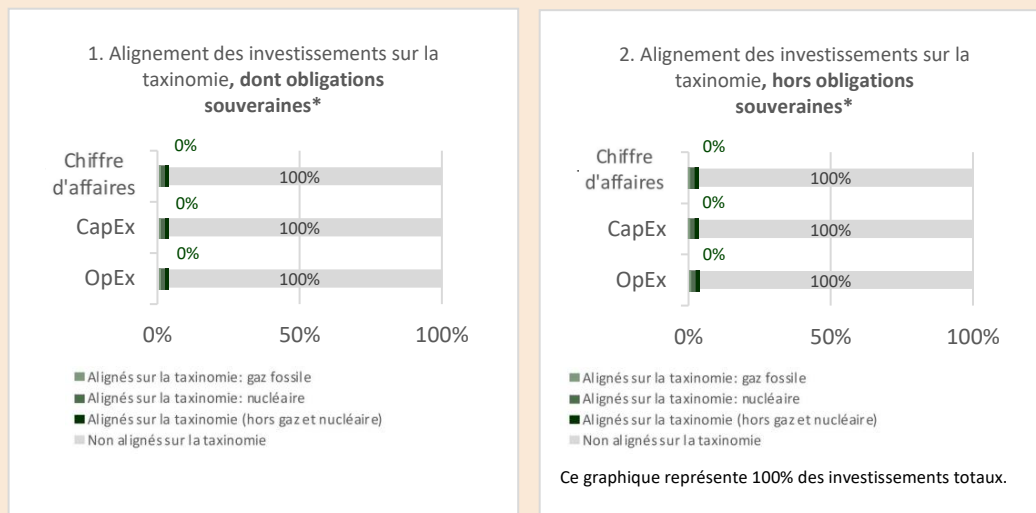 1. Alignement des investissements sur la
taxinomie, dont obligations
souveraines*
0%
Chiffre
d'affaires
100%
0%
CapEx
100%
0%
OpEx
100%
0%
50%
100%
Alignés sur la taxinomie: gaz fossile
Alignés sur la taxinomie: nucléaire
Alignés sur la taxinomie (hors gaz et nucléaire)
Non alignés sur la taxinomie
2. Alignement des investissements sur la
taxinomie, hors obligations
souveraines*
0%
Chiffre
d'affaires
100%
0%
CapEx
100%
0%
OpEx
100%
0%
50%
100%
Alignés sur la taxinomie: gaz fossile
Alignés sur la taxinomie: nucléaire
Alignés sur la taxinomie (hors gaz et nucléaire)
Non alignés sur la taxinomie
Ce graphique représente 100% des investissements totaux.